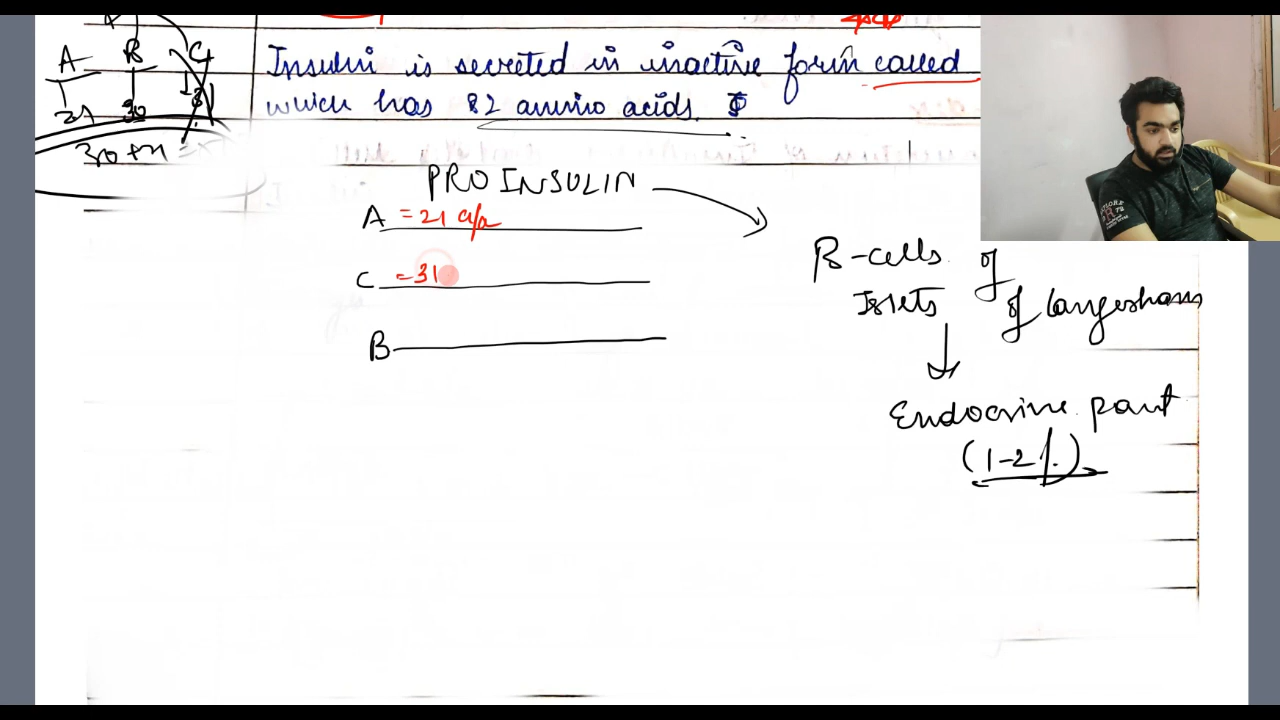 A B C
21 30 31
30 +21 =
Insulin is secreted in inactive form called
which has 82 amino acids.
PRO INSULIN
A = 21 a/a
C = 31
B
B-cells of
Islets of Langerhans
Endocrine part
(1-2%)